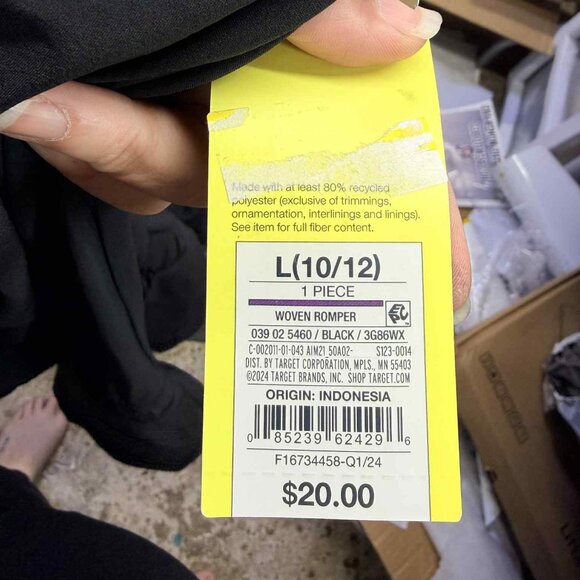 Made with at least 80% recycled
polyester (exclusive of trimmings,
ornamentation, interlinings and linings).
See item for full fiber content.
L(10/12)
1 PIECE
WOVEN ROMPER
EPC
039 02 5460 / BLACK / 3G86WX
C-002011-01-043 AIM21 50A02- S123-0014
DIST. BY TARGET CORPORATION, MPLS., MN 55403
©2024 TARGET BRANDS, INC. SHOP TARGET.COM
ORIGIN: INDONESIA
0 85239 62429 6
F16734458-Q1/24
$20.00